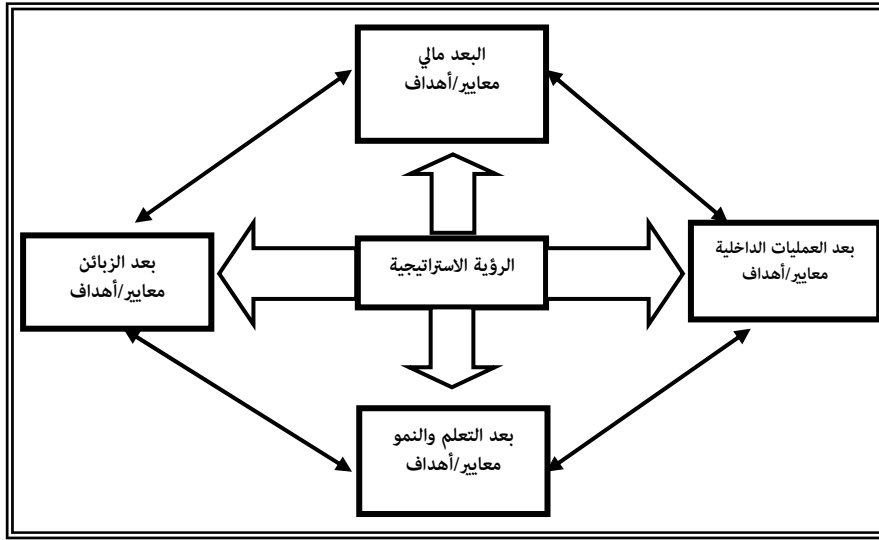 البعد مالي
معايير/أهداف
بعد العمليات الداخلية
معايير/أهداف
الرؤية الاستراتيجية
بعد الزبائن
معايير/أهداف
بعد التعلم والنمو
معايير/أهداف